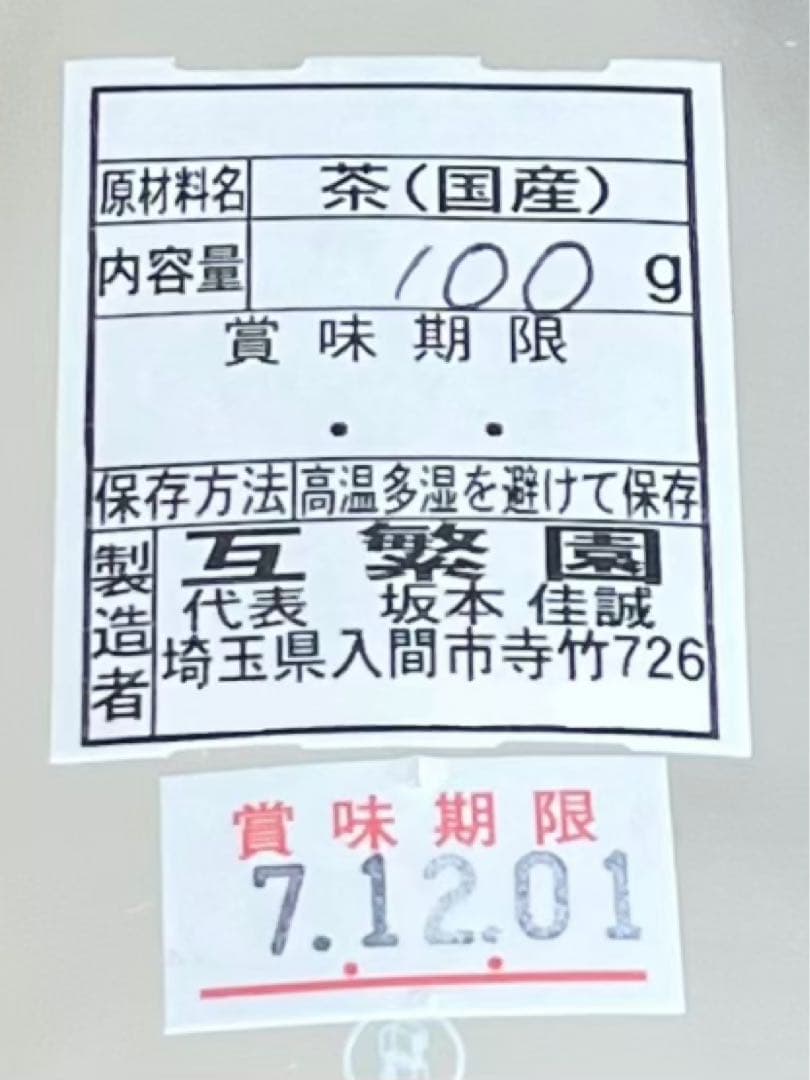 原材料名 茶(国産)
内容量 100 g
賞味期限
. .
保存方法 高温多湿を避けて保存
製造者 互繁園
代表 坂本 佳誠
埼玉県入間市寺竹726
賞味期限
7.12.01